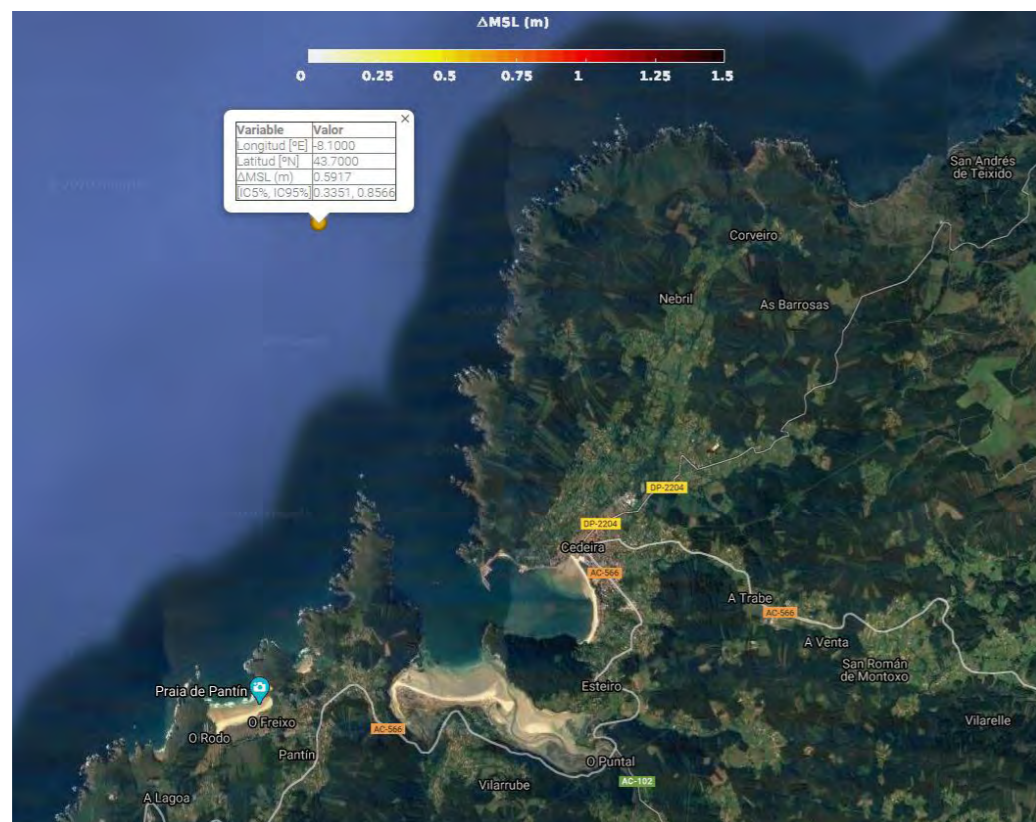 ΔMSL (m)
0 0.25 0.5 0.75 1 1.25 1.5
×
Variable Valor
Longitud [ºE] -8.1000
Latitud [ºN] 43.7000
ΔMSL (m) 0.5917
[IC5%, IC95%] 0.3351, 0.8566
San Andrés
de Teixido
Corveiro
Nebril
As Barrosas
DP-2204
DP-2204
Cedeira
AC-566
A Trabe
AC-566
A Venta
San Román
de Montoxo
Esteiro
Praia de Pantín
O Freixo
Vilarelle
AC-566
O Rodo
Pantín
O Puntal
AC-102
Vilarrube
A Lagoa